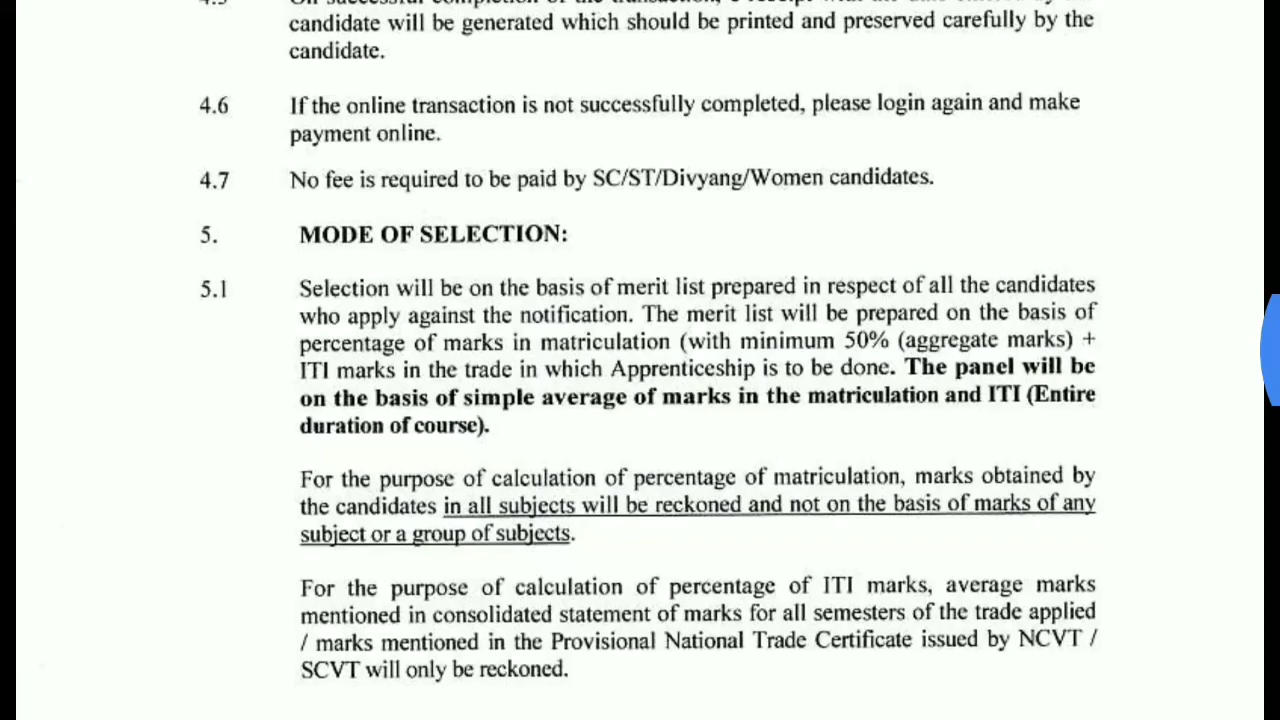 candidate will be generated which should be printed and preserved carefully by the
candidate.
4.6 If the online transaction is not successfully completed, please login again and make
payment online.
4.7 No fee is required to be paid by SC/ST/Divyang/Women candidates.
5. MODE OF SELECTION:
5.1 Selection will be on the basis of merit list prepared in respect of all the candidates
who apply against the notification. The merit list will be prepared on the basis of
percentage of marks in matriculation (with minimum 50% (aggregate marks) +
ITI marks in the trade in which Apprenticeship is to be done. The panel will be
on the basis of simple average of marks in the matriculation and ITI (Entire
duration of course).
For the purpose of calculation of percentage of matriculation, marks obtained by
the candidates in all subjects will be reckoned and not on the basis of marks of any
subject or a group of subjects.
For the purpose of calculation of percentage of ITI marks, average marks
mentioned in consolidated statement of marks for all semesters of the trade applied
/ marks mentioned in the Provisional National Trade Certificate issued by NCVT /
SCVT will only be reckoned.